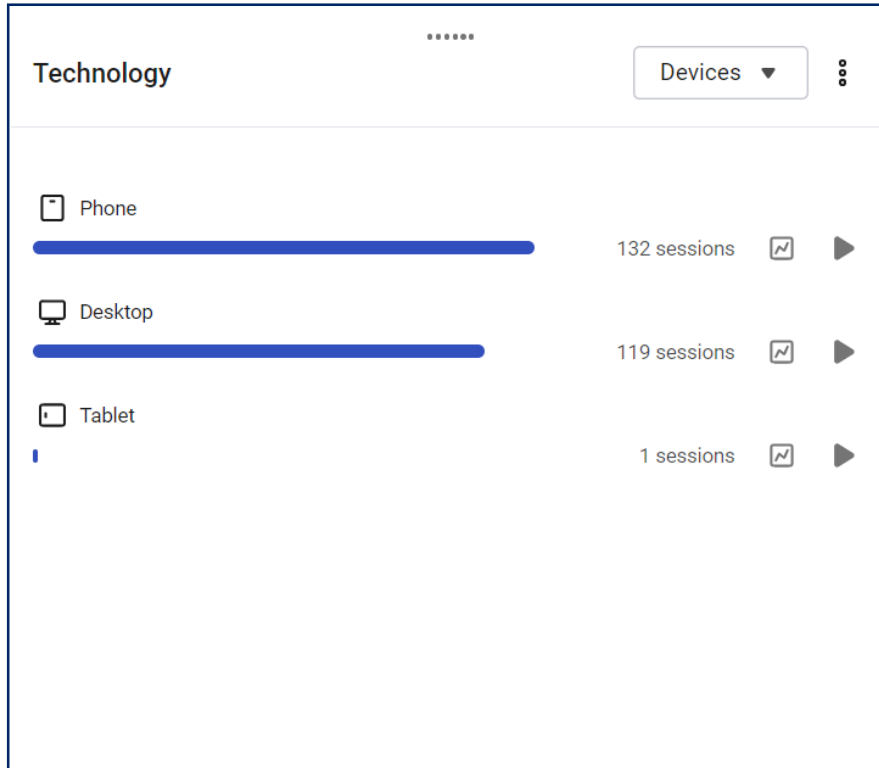 Technology
Devices
Phone
132 sessions
Desktop
119 sessions
Tablet
1 sessions